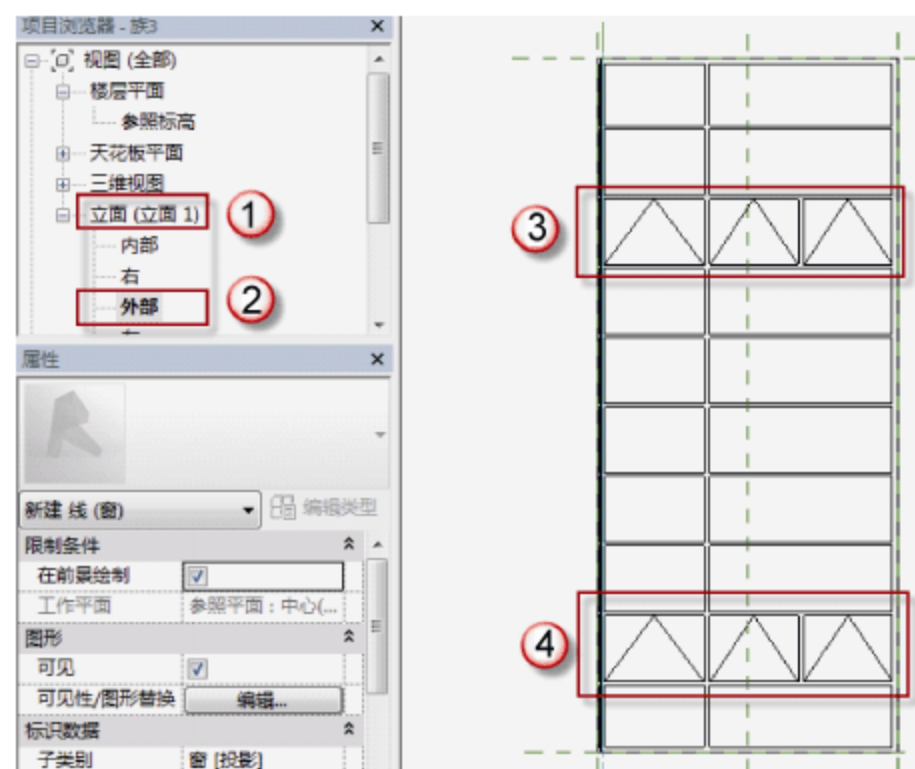 项目浏览器 - 族3
视图 (全部)
楼层平面
参照标高
天花板平面
三维视图
立面 (立面 1)
内部
右
外部
1
2
3
4
属性
新建 线 (窗)
编辑类型
限制条件
在前景绘制
工作平面 参照平面 : 中心(...
图形
可见
可见性/图形替换 编辑...
标识数据
子类别 窗 [投影]